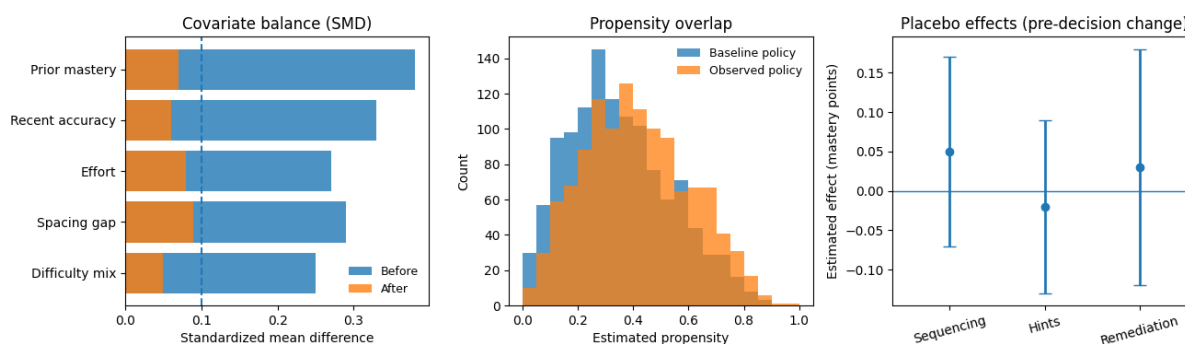 Covariate balance (SMD)
Prior mastery
Recent accuracy
Effort
Spacing gap
Difficulty mix
Before
After
0.0 0.1 0.2 0.3
Standardized mean difference
Propensity overlap
Baseline policy
Observed policy
Count
140
120
100
80
60
40
20
0
0.0 0.2 0.4 0.6 0.8 1.0
Estimated propensity
Placebo effects (pre-decision change)
Estimated effect (mastery points)
0.15
0.10
0.05
0.00
−0.05
−0.10
Sequencing Hints Remediation